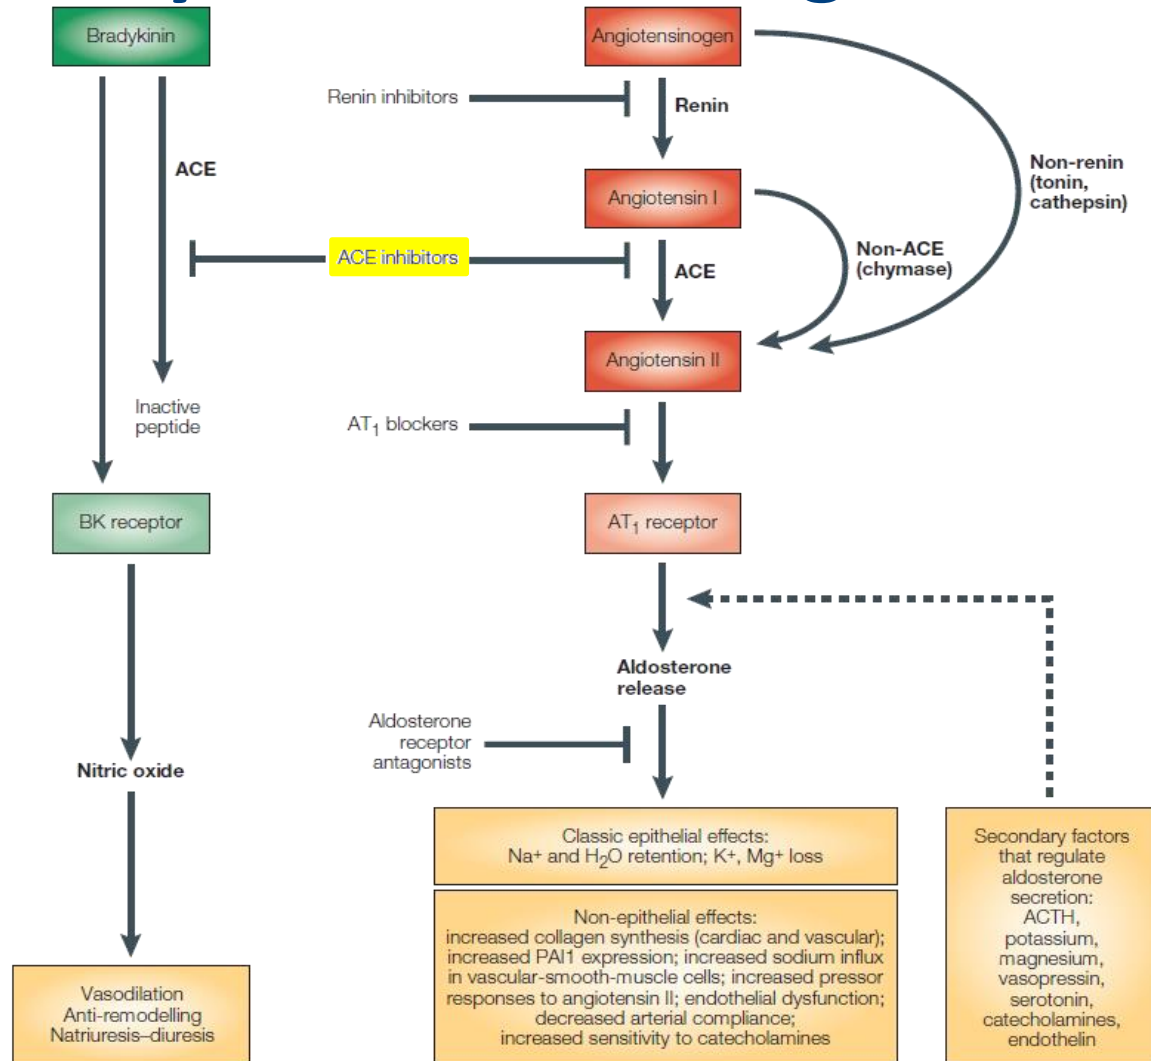 Bradykinin
Angiotensinogen
Renin inhibitors
Renin
ACE
Non-renin
(tonin,
cathepsin)
Angiotensin I
ACE inhibitors
ACE
Non-ACE
(chymase)
Angiotensin II
Inactive
peptide
AT1 blockers
BK receptor
AT1 receptor
Aldosterone
release
Aldosterone
receptor
antagonists
Nitric oxide
Classic epithelial effects:
Na+ and H2O retention; K+, Mg+ loss
Non-epithelial effects:
increased collagen synthesis (cardiac and vascular);
increased PAI1 expression; increased sodium influx
in vascular-smooth-muscle cells; increased pressor
responses to angiotensin II; endothelial dysfunction;
decreased arterial compliance;
increased sensitivity to catecholamines
Secondary factors
that regulate
aldosterone
secretion:
ACTH,
potassium,
magnesium,
vasopressin,
serotonin,
catecholamines,
endothelin
Vasodilation
Anti-remodelling
Natriuresis–diuresis